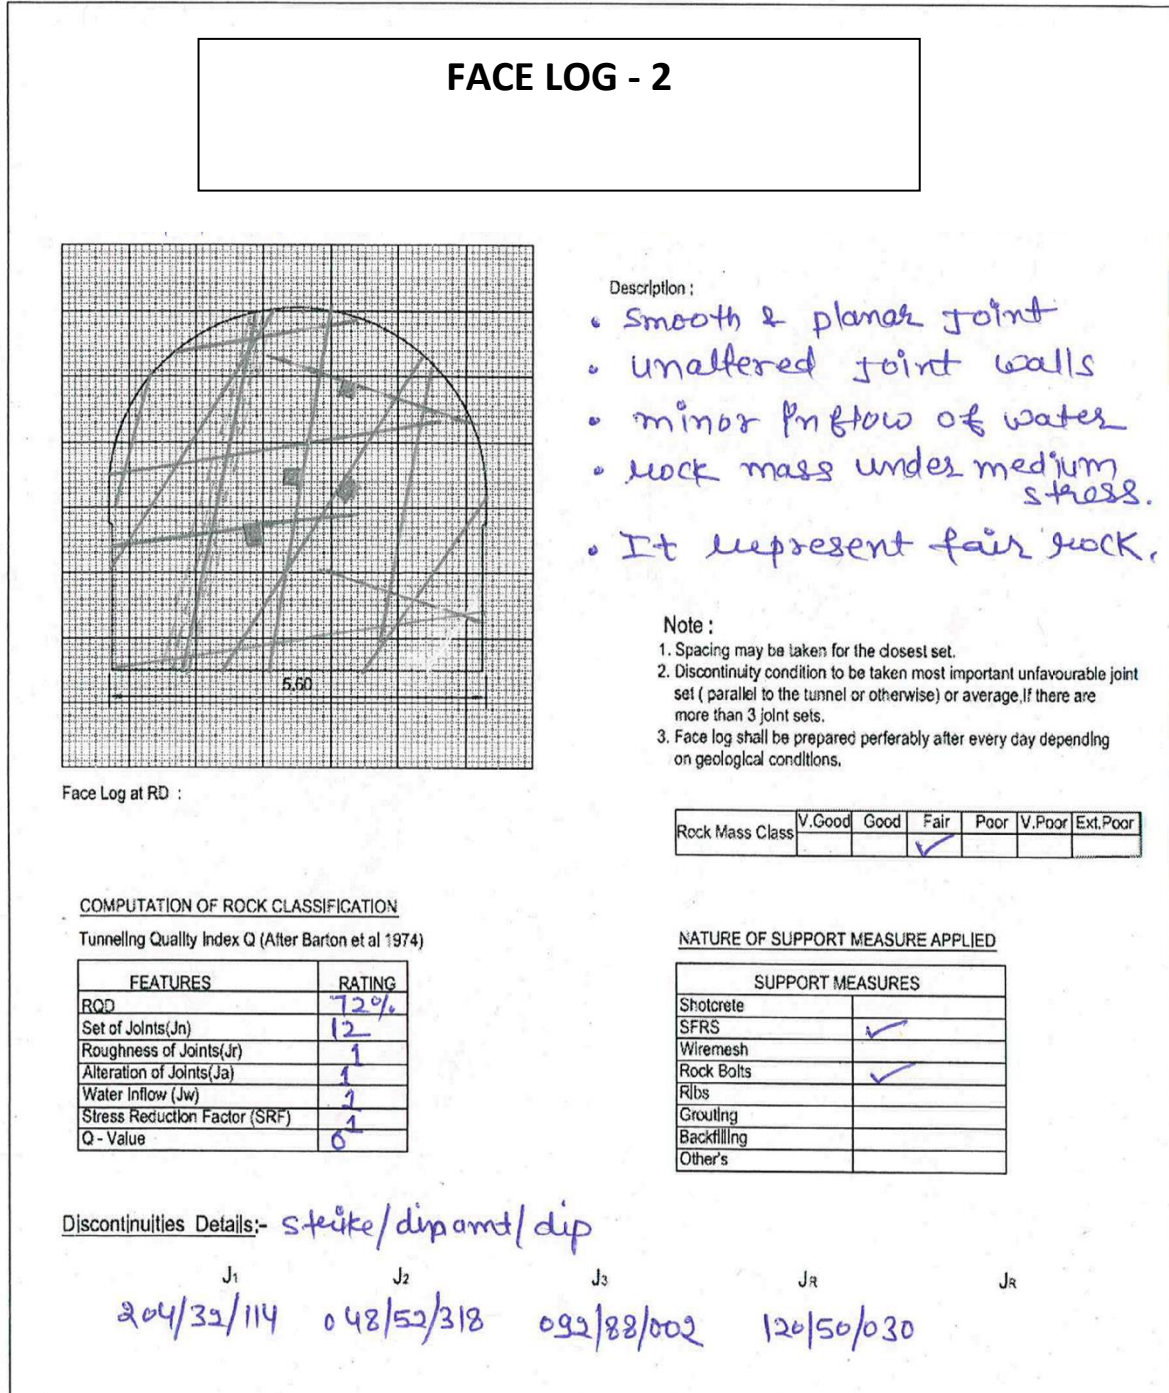 FACE LOG - 2
Description :
• smooth & planar joint
• unaltered joint walls
• minor inflow of water
• rock mass under medium
stress.
• It represent fair rock.
5.60
Face Log at RD :
Note :
1. Spacing may be taken for the closest set.
2. Discontinuity condition to be taken most important unfavourable joint
set ( parallel to the tunnel or otherwise) or average,If there are
more than 3 joint sets.
3. Face log shall be prepared perferably after every day depending
on geological conditions.
Rock Mass Class V.Good Good Fair Poor V.Poor Ext.Poor
✓
COMPUTATION OF ROCK CLASSIFICATION
Tunnelling Quality Index Q (After Barton et al 1974)
FEATURES RATING
RQD 72%
Set of Joints(Jn) 12
Roughness of Joints(Jr) 1
Alteration of Joints(Ja) 1
Water Inflow (Jw) 1
Stress Reduction Factor (SRF) 1
Q - Value 6
NATURE OF SUPPORT MEASURE APPLIED
SUPPORT MEASURES
Shotcrete
SFRS ✓
Wiremesh
Rock Bolts ✓
Ribs
Grouting
Backfilling
Other's
Discontinuities Details:- strike/dip amt/dip
J1 J2 J3 JR JR
204/32/114 048/52/318 092/88/002 120/50/030